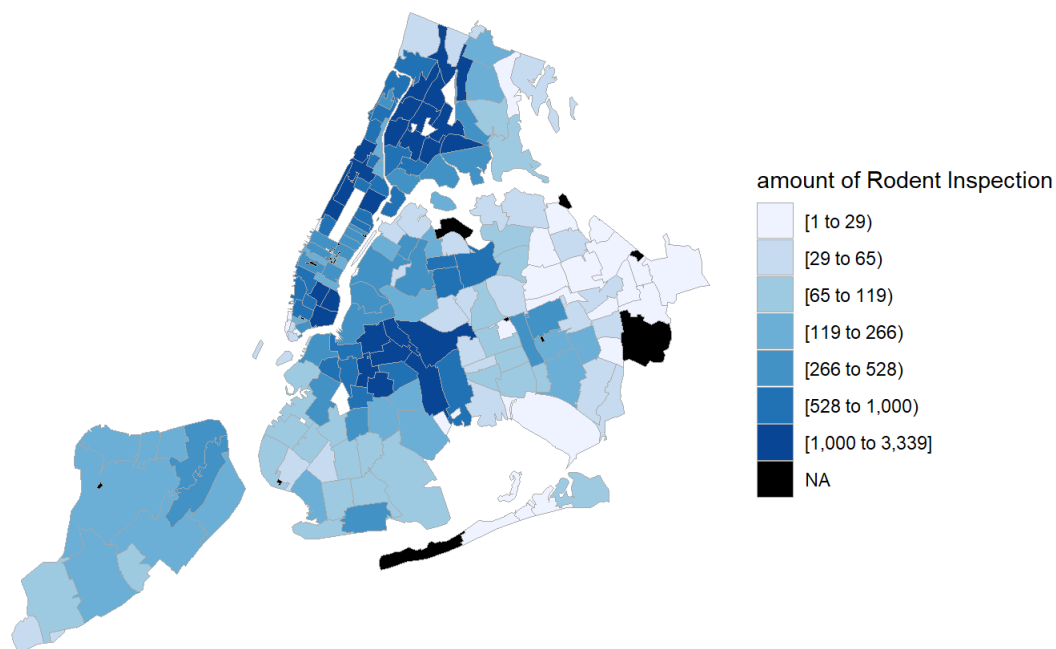 amount of Rodent Inspection
[1 to 29)
[29 to 65)
[65 to 119)
[119 to 266)
[266 to 528)
[528 to 1,000)
[1,000 to 3,339]
NA